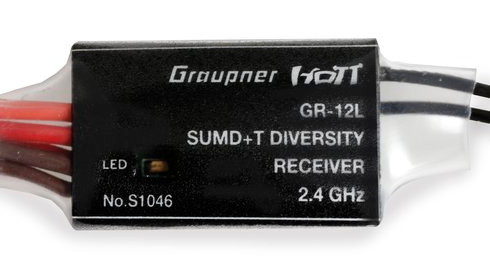 Graupner HoTT
GR-12L
SUMD+T DIVERSITY
RECEIVER
LED
2.4 GHz
No.S1046